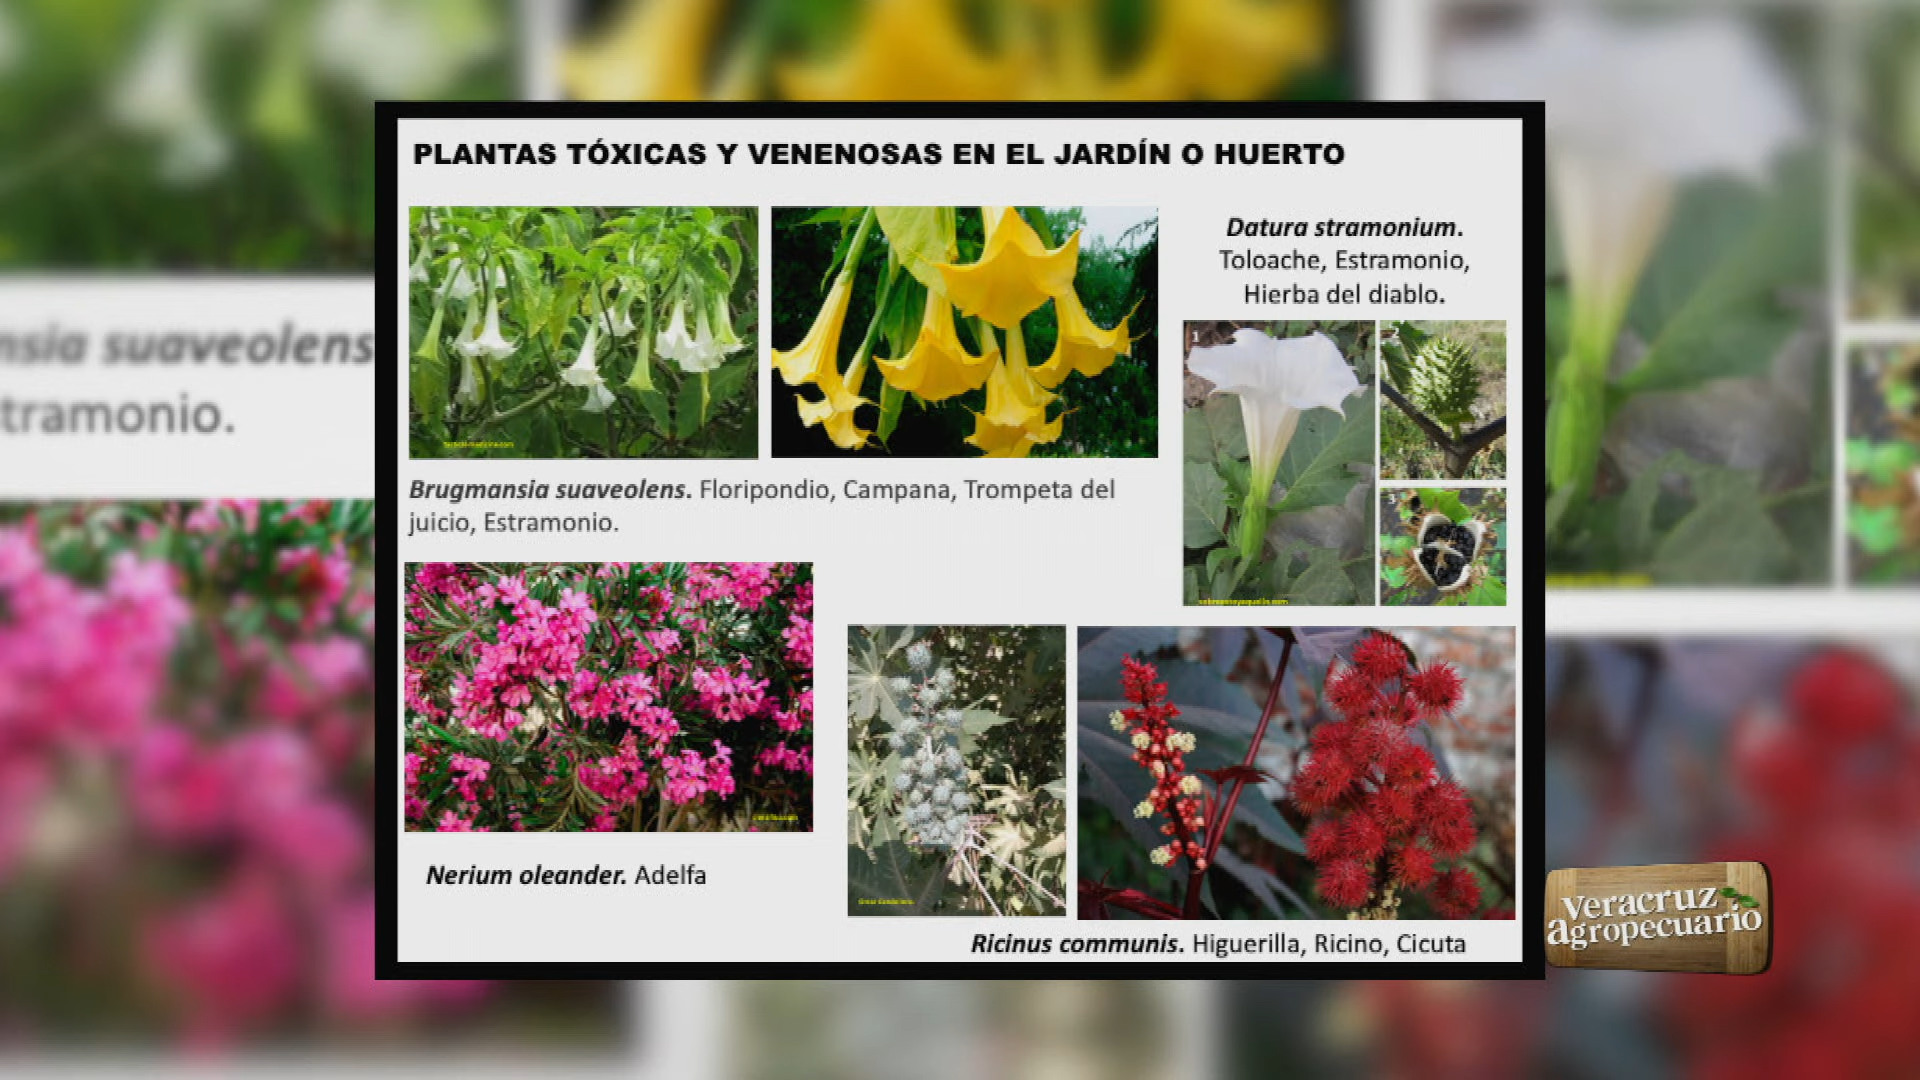 PLANTAS TÓXICAS Y VENENOSAS EN EL JARDÍN O HUERTO
Datura stramonium.
Toloache, Estramonio,
Hierba del diablo.
1
Brugmansia suaveolens. Floripondio, Campana, Trompeta del
juicio, Estramonio.
nsia suaveolens
tramonio.
Nerium oleander. Adelfa
Ricinus communis. Higuerilla, Ricino, Cicuta
Veracruz
agropecuario